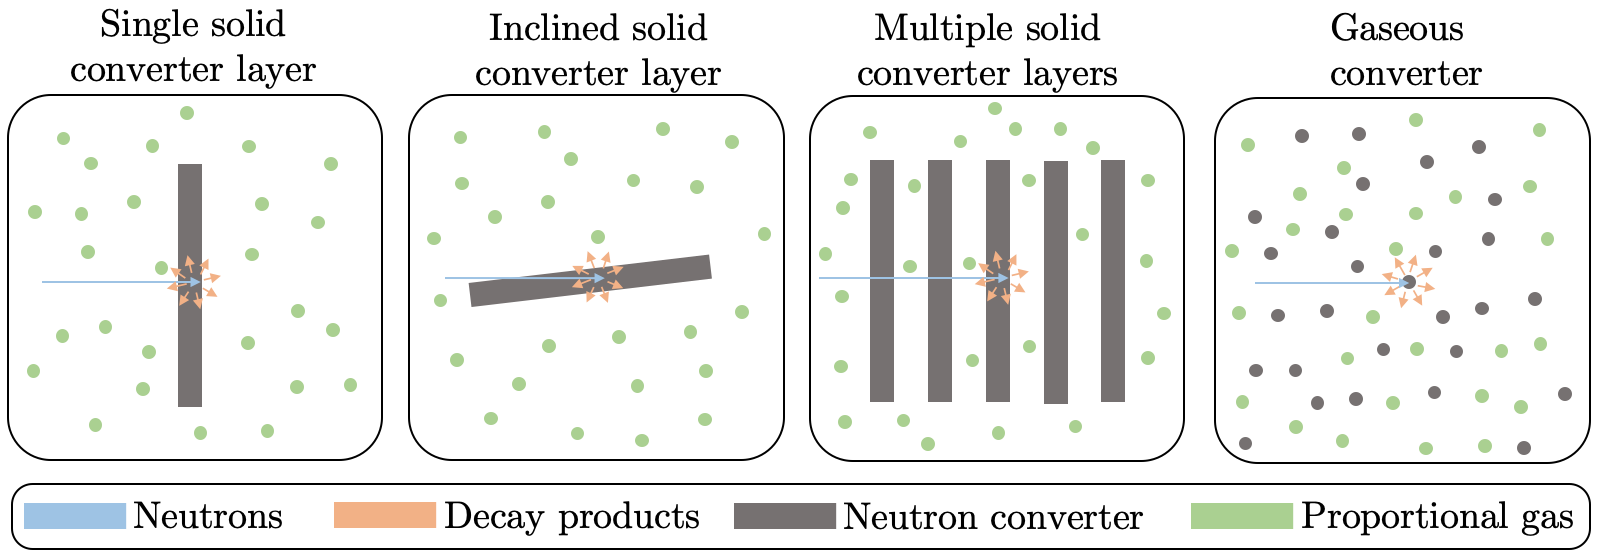 Single solid
converter layer
Inclined solid
converter layer
Multiple solid
converter layers
Gaseous
converter
Neutrons
Decay products
Neutron converter
Proportional gas